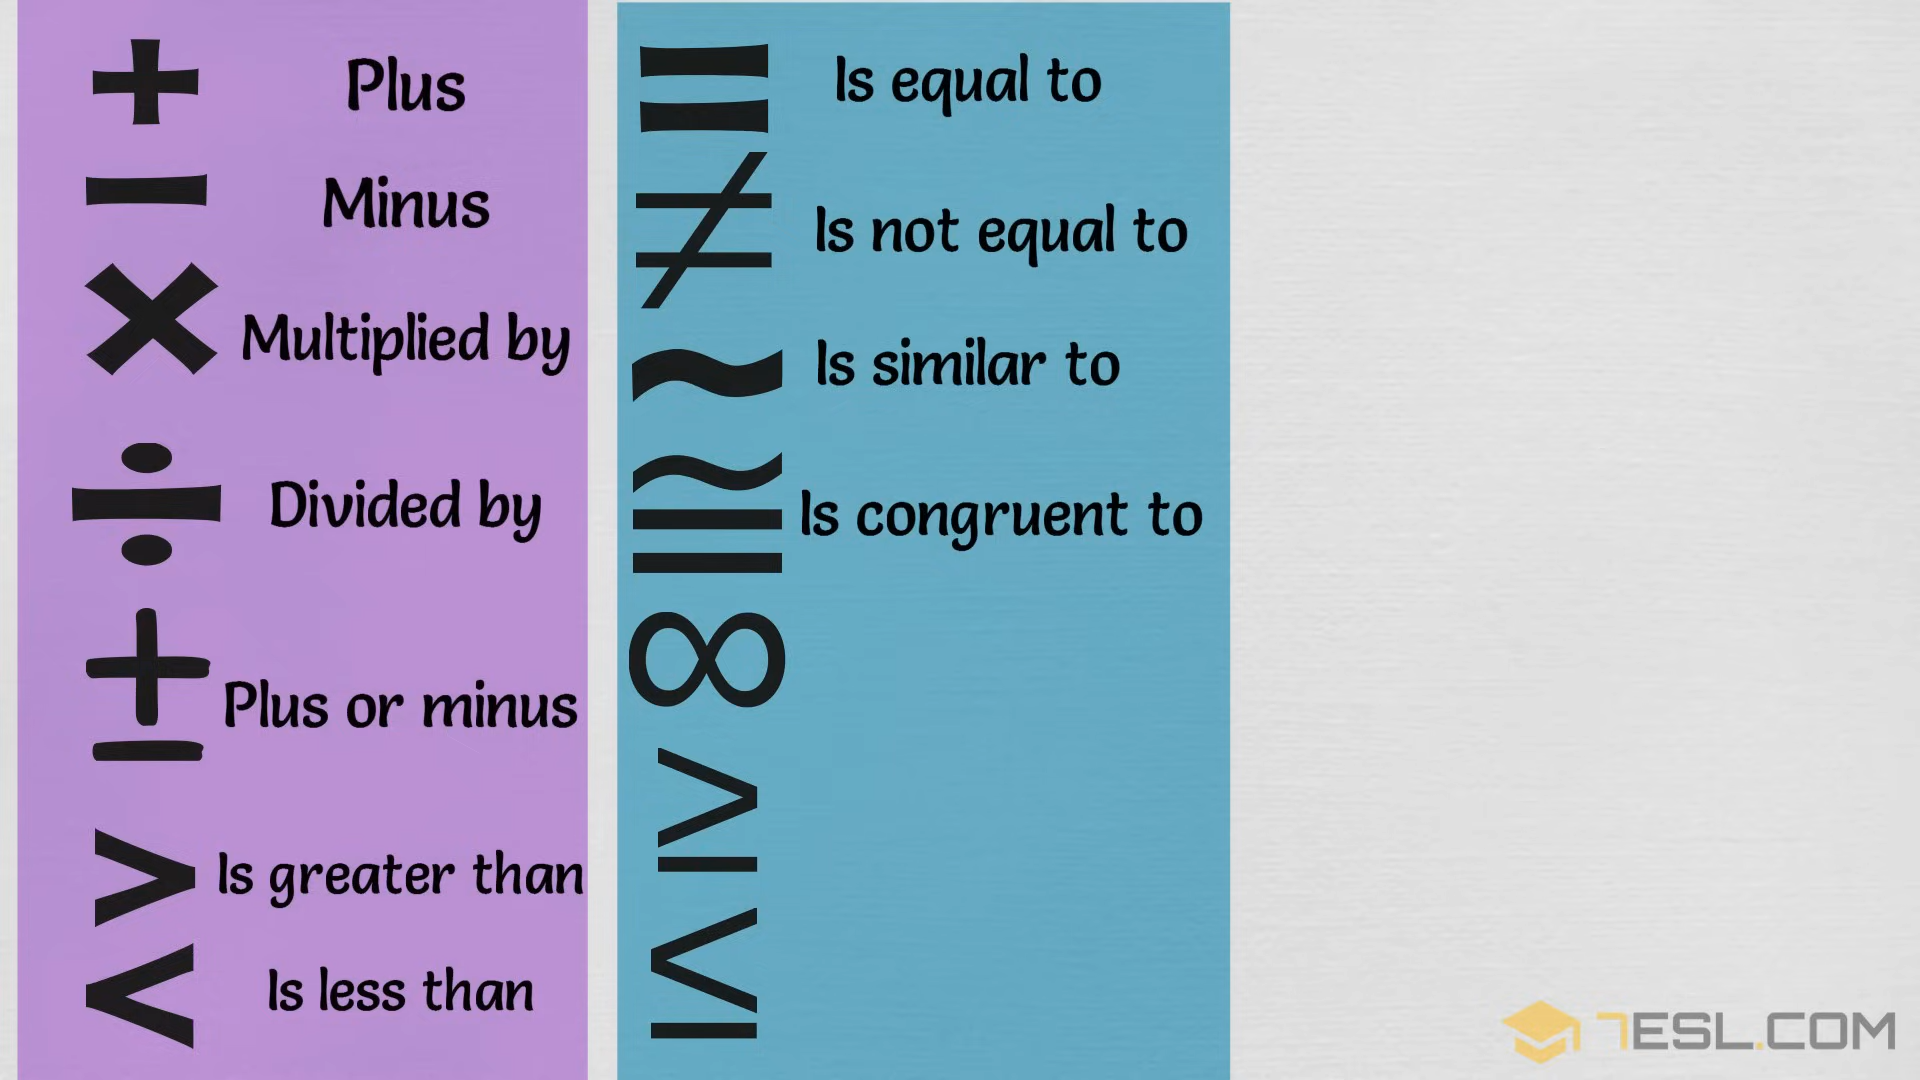 + Plus
− Minus
× Multiplied by
÷ Divided by
± Plus or minus
> Is greater than
< Is less than
= Is equal to
≠ Is not equal to
~ Is similar to
≅ Is congruent to
∞
≥
≤
7ESL.COM